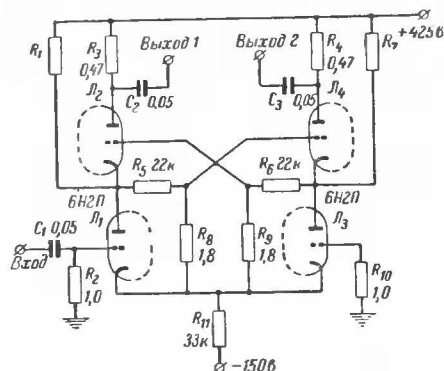 +425в
R1
R3
0,47
Выход 1
Выход 2
R4
0,47
R7
Л2
C2 0,05
C3 0,05
Л4
R5 22к
R6 22к
6Н2П
6Н2П
Л1
Л3
C1 0,05
Вход
R8
1,8
R9
1,8
R2
1,0
R10
1,0
R11
33к
−150в